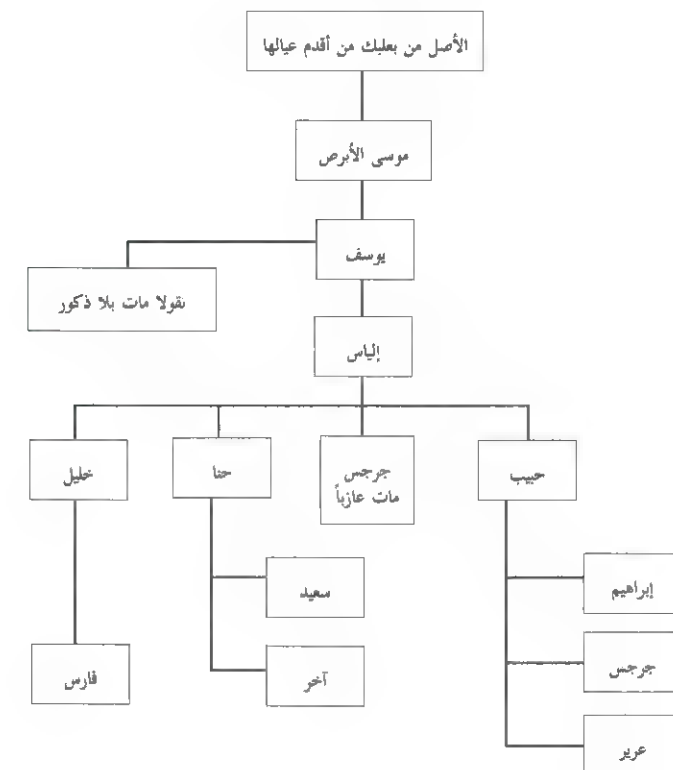 الأصل من بعلبك من أقدم عيالها
موسى الأبرص
يوسف
نقولا مات بلا ذكور
إلياس
حبيب
جرجس
مات عازباً
حنا
خليل
إبراهيم
سعيد
جرجس
آخر
فارس
عرير